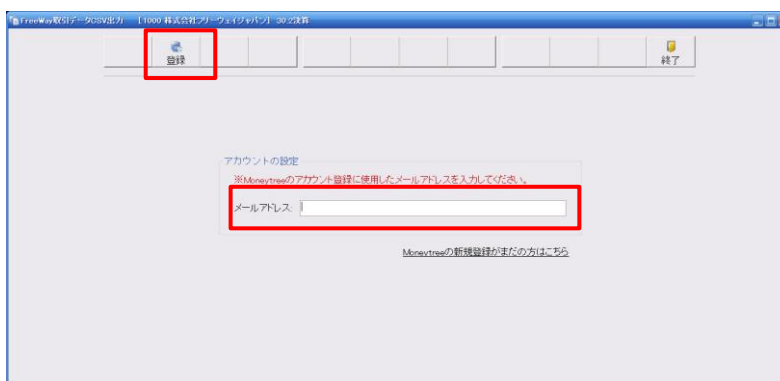 FreeWay取引データCSV出力 [1000 株式会社フリーウェイジャパン] 30.2決算
登録
終了
アカウントの設定
※Moneytreeのアカウント登録に使用したメールアドレスを入力してください。
メールアドレス:
Moneytreeの新規登録がまだの方はこちら